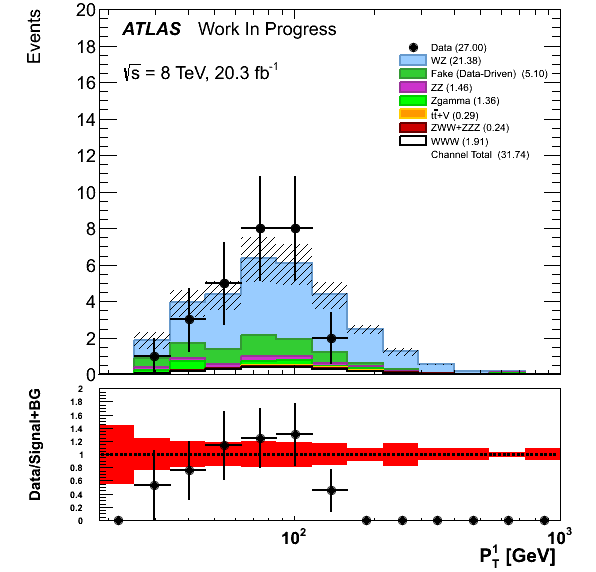 Events
20
18
16
14
12
10
8
6
4
2
0
ATLAS Work In Progress
√s = 8 TeV, 20.3 fb⁻¹
Data (27.00)
WZ (21.38)
Fake (Data-Driven) (5.10)
ZZ (1.46)
Zgamma (1.36)
tt̄+V (0.29)
ZWW+ZZZ (0.24)
WWW (1.91)
Channel Total (31.74)
Data/Signal+BG
2
1.8
1.6
1.4
1.2
1
0.8
0.6
0.4
0.2
0
10²
10³
P_T^1 [GeV]